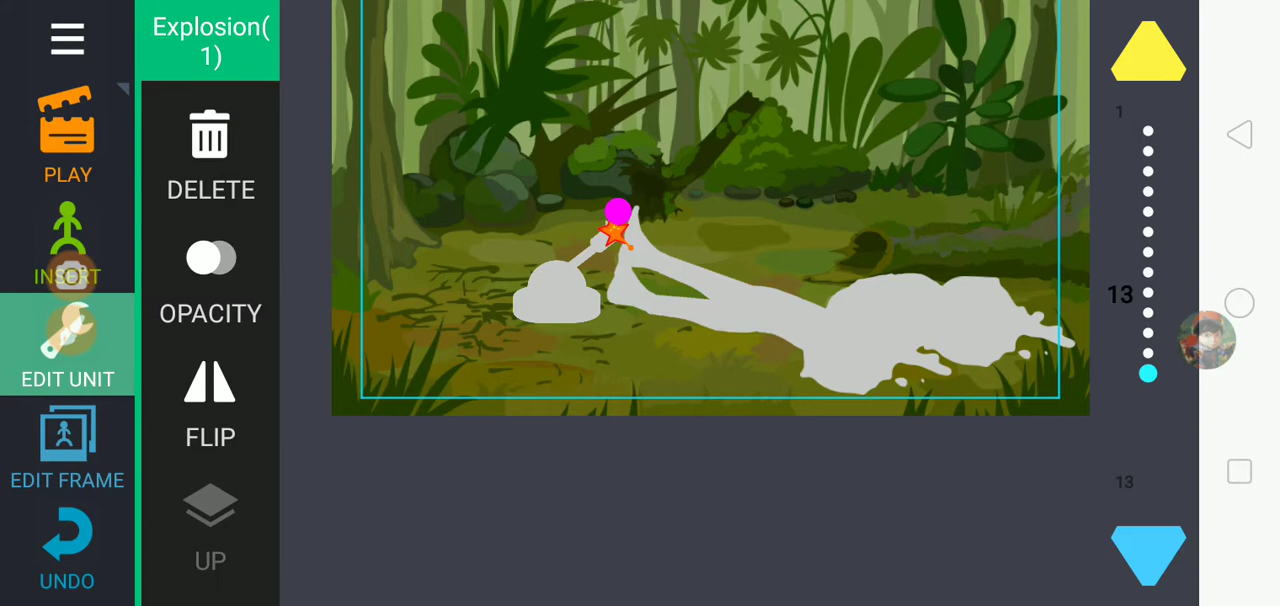 Explosion(
1)
PLAY
INSERT
EDIT UNIT
EDIT FRAME
UNDO
DELETE
OPACITY
FLIP
UP
1
13
13